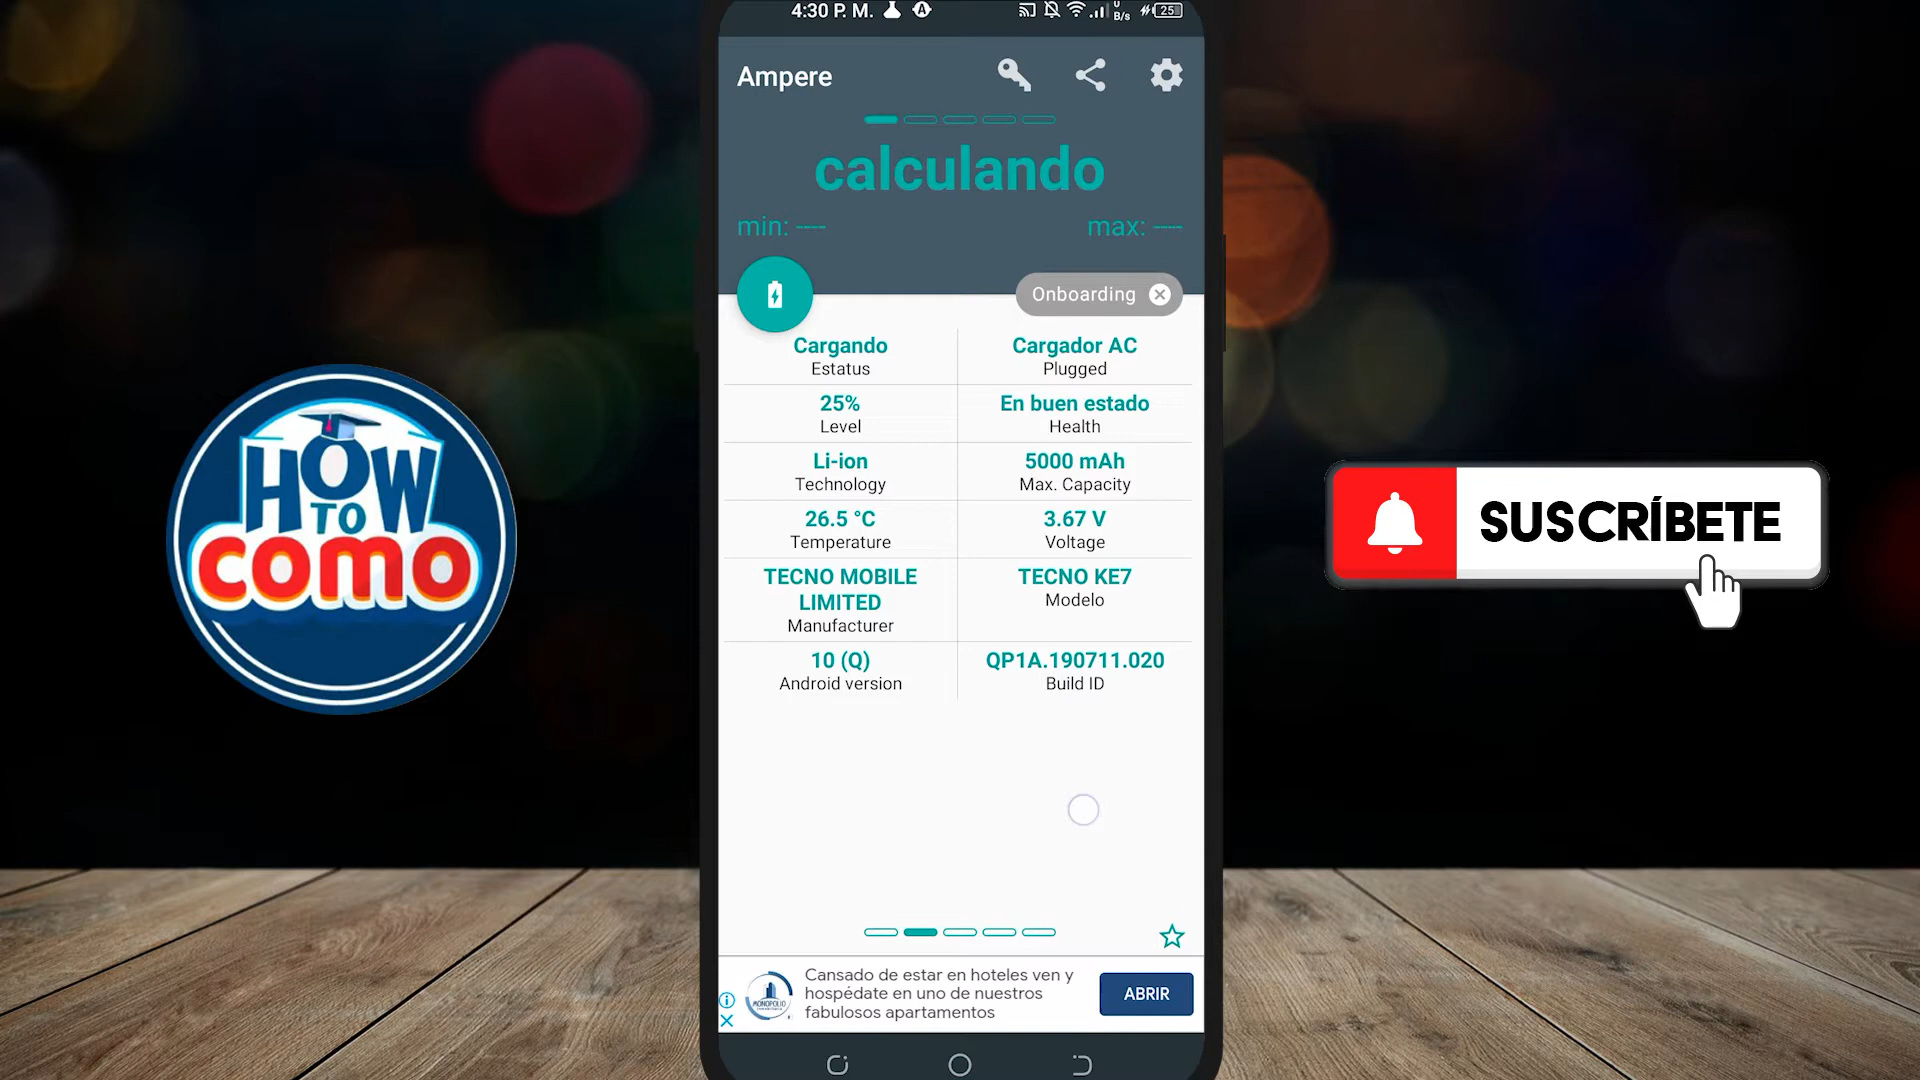 4:30 P. M.
U
B/s
25
Ampere
calculando
min: ----
max: ----
Onboarding
Cargando
Estatus
Cargador AC
Plugged
25%
Level
En buen estado
Health
Li-ion
Technology
5000 mAh
Max. Capacity
26.5 °C
Temperature
3.67 V
Voltage
TECNO MOBILE
LIMITED
Manufacturer
TECNO KE7
Modelo
10 (Q)
Android version
QP1A.190711.020
Build ID
Cansado de estar en hoteles ven y
hospédate en uno de nuestros
fabulosos apartamentos
MONOPOLIO
ABRIR
HOW
TO
COMO
SUSCRÍBETE